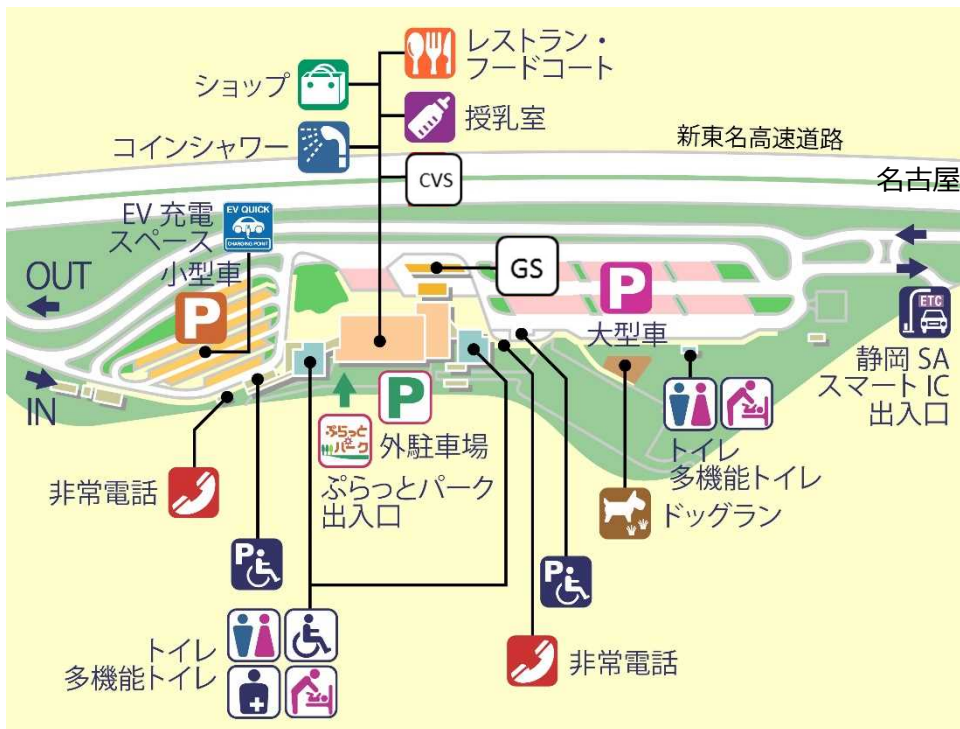 レストラン・
フードコート
ショップ
授乳室
コインシャワー
新東名高速道路
CVS
名古屋
EV 充電
スペース
EV QUICK
CHARGING POINT
小型車
OUT
GS
P
P
大型車
ETC
静岡 SA
スマート IC
出入口
IN
P
ぷらっと
パーク
外駐車場
ぷらっとパーク
出入口
トイレ
多機能トイレ
非常電話
ドッグラン
P
P
トイレ
多機能トイレ
非常電話